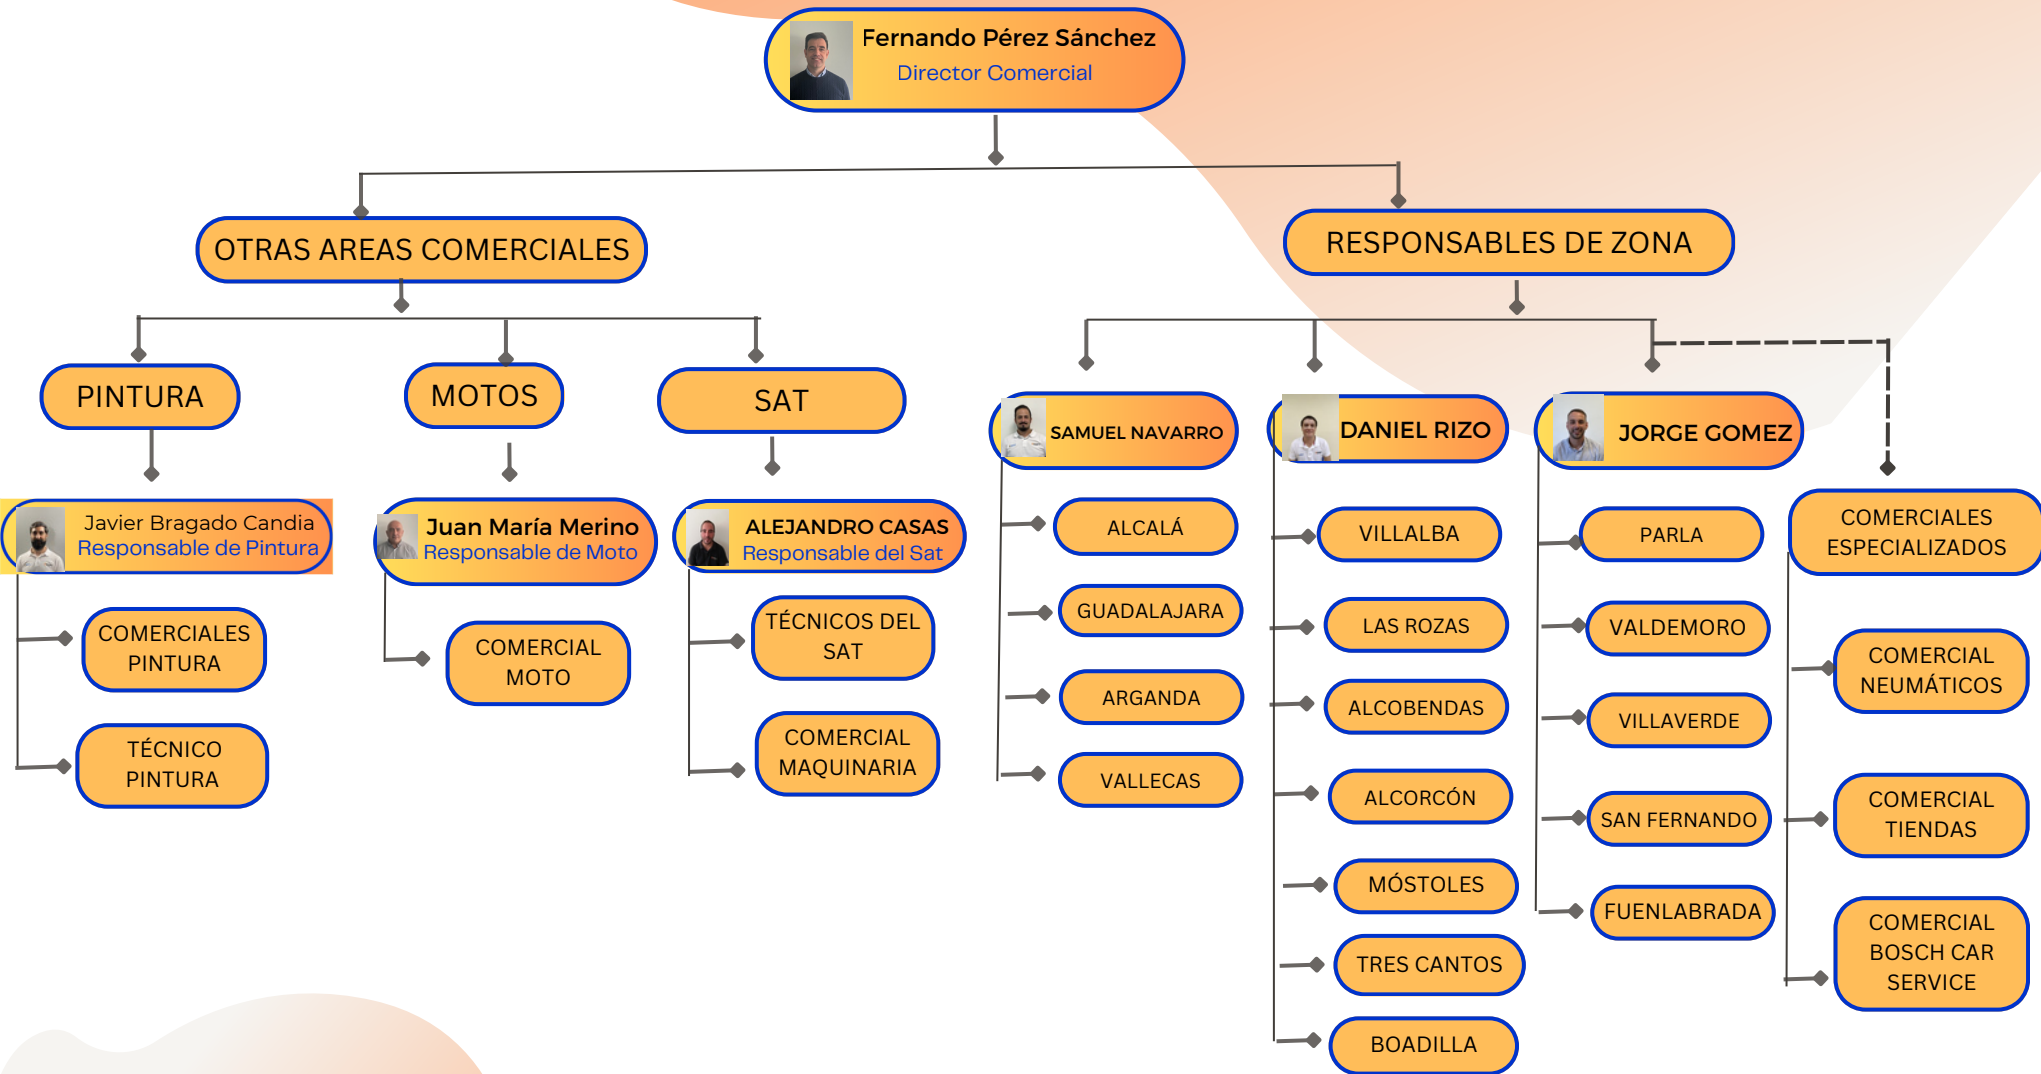 Fernando Pérez Sánchez
Director Comercial
OTRAS AREAS COMERCIALES
RESPONSABLES DE ZONA
PINTURA
MOTOS
SAT
Javier Bragado Candia
Responsable de Pintura
COMERCIALES
PINTURA
TÉCNICO
PINTURA
Juan María Merino
Responsable de Moto
COMERCIAL
MOTO
ALEJANDRO CASAS
Responsable del Sat
TÉCNICOS DEL
SAT
COMERCIAL
MAQUINARIA
SAMUEL NAVARRO
ALCALÁ
GUADALAJARA
ARGANDA
VALLECAS
DANIEL RIZO
VILLALBA
LAS ROZAS
ALCOBENDAS
ALCORCÓN
MÓSTOLES
TRES CANTOS
BOADILLA
JORGE GOMEZ
PARLA
VALDEMORO
VILLAVERDE
SAN FERNANDO
FUENLABRADA
COMERCIALES
ESPECIALIZADOS
COMERCIAL
NEUMÁTICOS
COMERCIAL
TIENDAS
COMERCIAL
BOSCH CAR
SERVICE